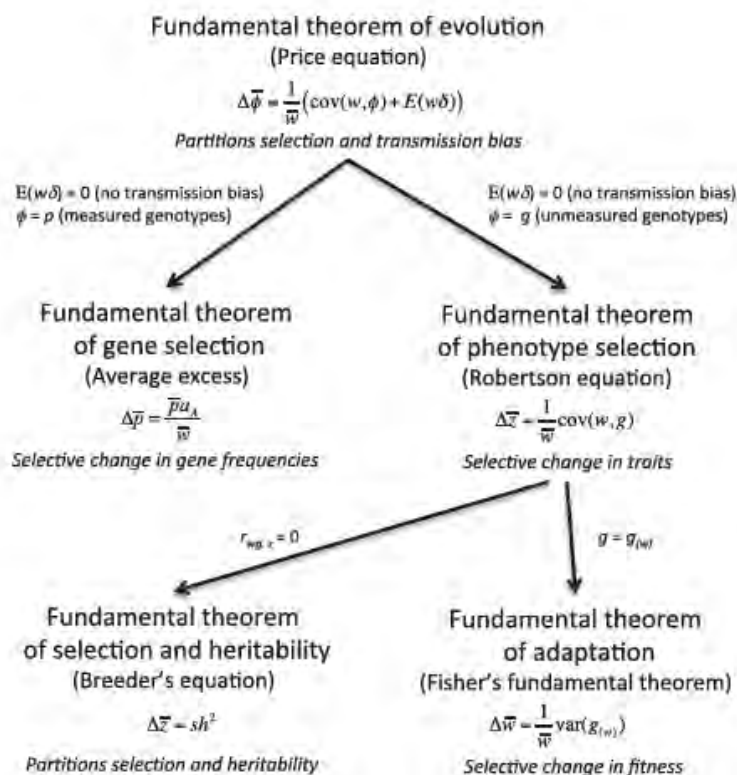 Fundamental theorem of evolution
(Price equation)
Δφ̄ = 1/w̄ (cov(w,φ) + E(wδ))
Partitions selection and transmission bias
E(wδ) = 0 (no transmission bias)
φ = p (measured genotypes)
E(wδ) = 0 (no transmission bias)
φ = g (unmeasured genotypes)
Fundamental theorem
of gene selection
(Average excess)
Δp̄ = p̄a_A/w̄
Selective change in gene frequencies
Fundamental theorem
of phenotype selection
(Robertson equation)
Δz̄ = 1/w̄ cov(w,g)
Selective change in traits
r_wg.z = 0
g = g_(w)
Fundamental theorem
of selection and heritability
(Breeder's equation)
Δz̄ = sh²
Partitions selection and heritability
Fundamental theorem
of adaptation
(Fisher's fundamental theorem)
Δw̄ = 1/w̄ var(g_(w))
Selective change in fitness